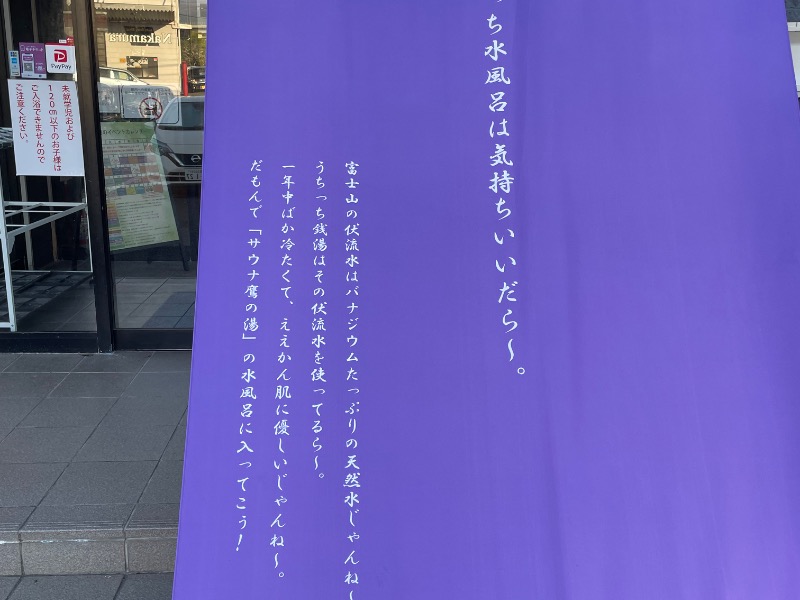 っち水風呂は気持ちいいだら〜。
富士山の伏流水はバナジウムたっぷりの天然水じゃんね〜
うちっち銭湯はその伏流水を使ってるら〜。
一年中ばか冷たくて、ええかん肌に優しいじゃんね〜。
だもんで「サウナ鷹の湯」の水風呂に入ってこう！
PayPay
未就学児および
120cm以下のお子様は
ご入浴できませんので
ご注意ください。
Nakamura